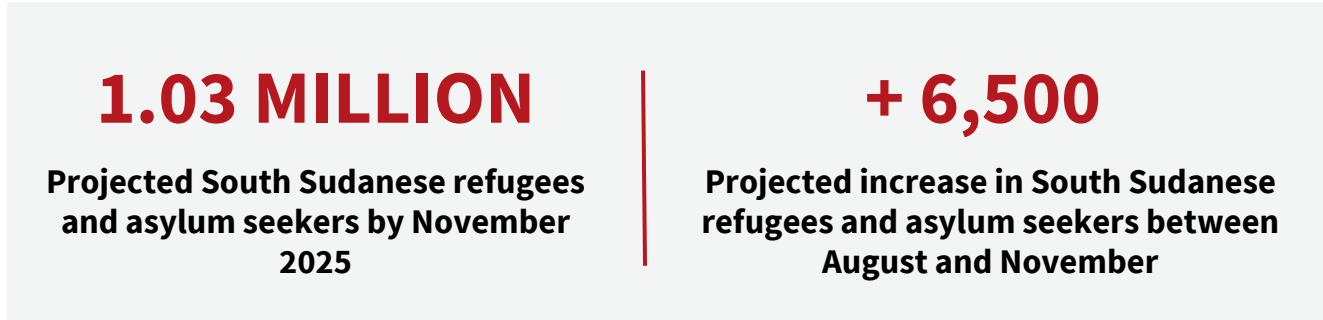 1.03 MILLION
Projected South Sudanese refugees
and asylum seekers by November
2025
+ 6,500
Projected increase in South Sudanese
refugees and asylum seekers between
August and November